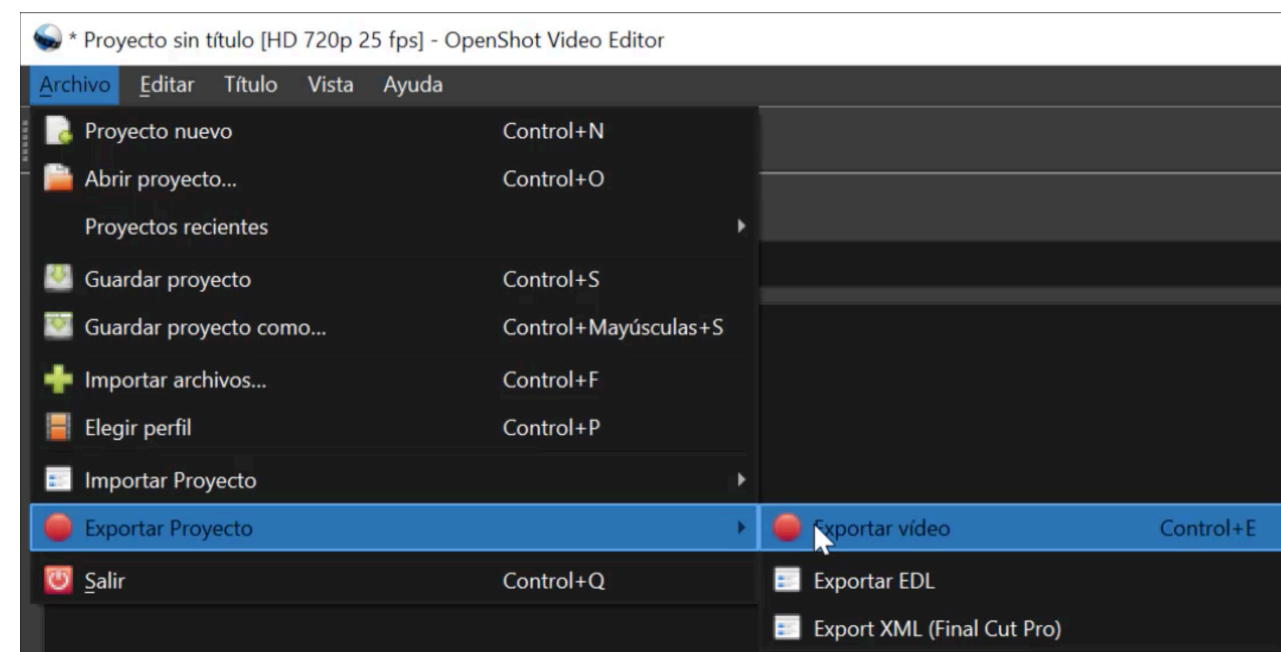 * Proyecto sin título [HD 720p 25 fps] - OpenShot Video Editor
Archivo Editar Título Vista Ayuda
Proyecto nuevo Control+N
Abrir proyecto... Control+O
Proyectos recientes
Guardar proyecto Control+S
Guardar proyecto como... Control+Mayúsculas+S
Importar archivos... Control+F
Elegir perfil Control+P
Importar Proyecto
Exportar Proyecto Exportar vídeo Control+E
Salir Control+Q Exportar EDL
Export XML (Final Cut Pro)